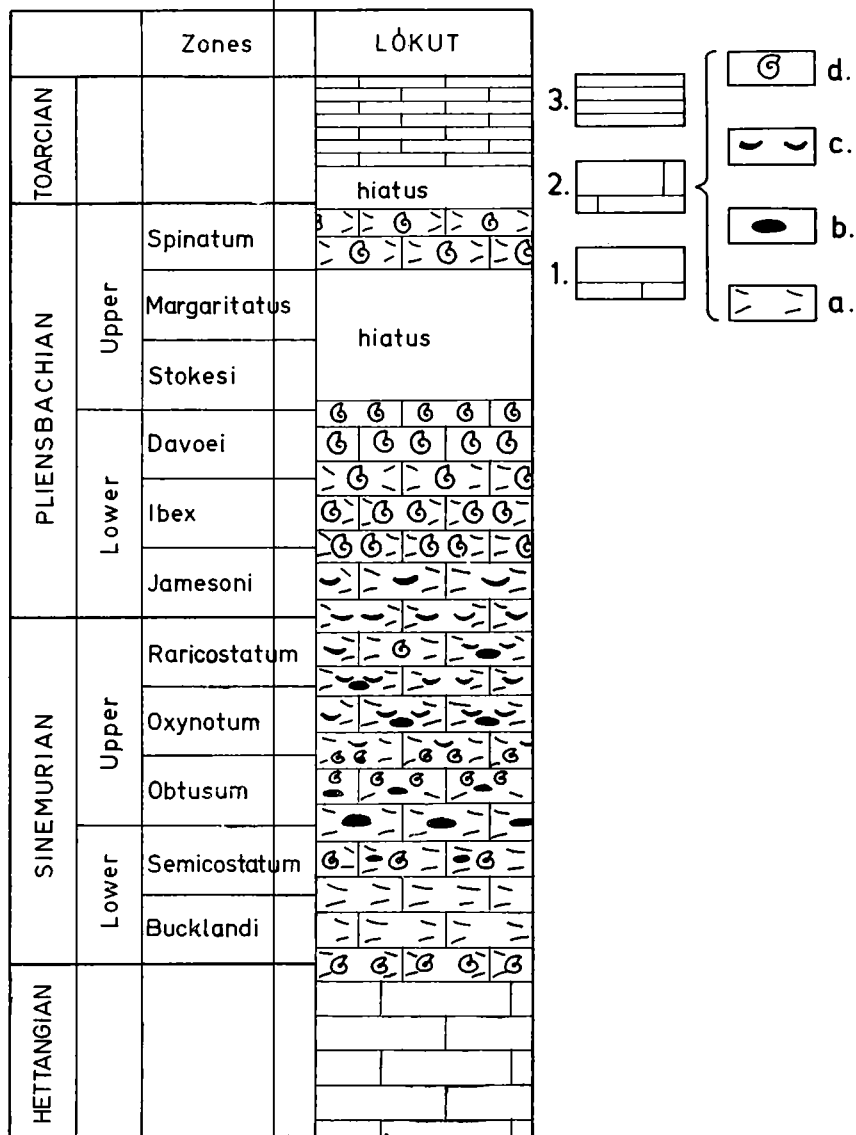 Zones LÓKUT
TOARCIAN
hiatus
PLIENSBACHIAN
Upper
Spinatum
Margaritatus
hiatus
Stokesi
Lower
Davoei
Ibex
Jamesoni
SINEMURIAN
Upper
Raricostatum
Oxynotum
Obtusum
Lower
Semicostatum
Bucklandi
HETTANGIAN
3.
2.
1.
d.
c.
b.
a.